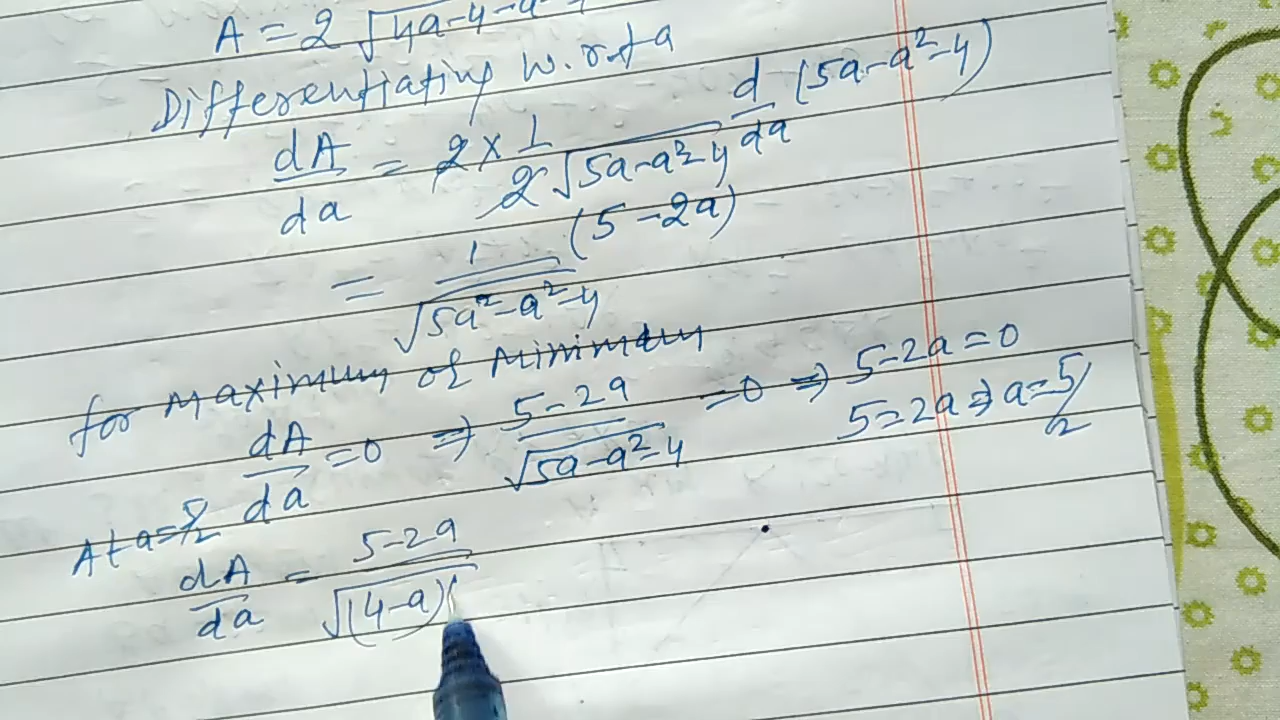 A = 2 √4a-4-a
Differentiating w.r.t a
dA/da = 2 × 1/2√5a-a²-4 d/da (5a-a²-4)
= 1/√5a²-a²-4 (5-2a)
for Maximum of Minimum
dA/da = 0 ⇒ 5-2a/√5a-a²-4 = 0 ⇒ 5-2a=0
5=2a ⇒ a=5/2
At a=5/2
dA/da = 5-2a/√(4-a)(